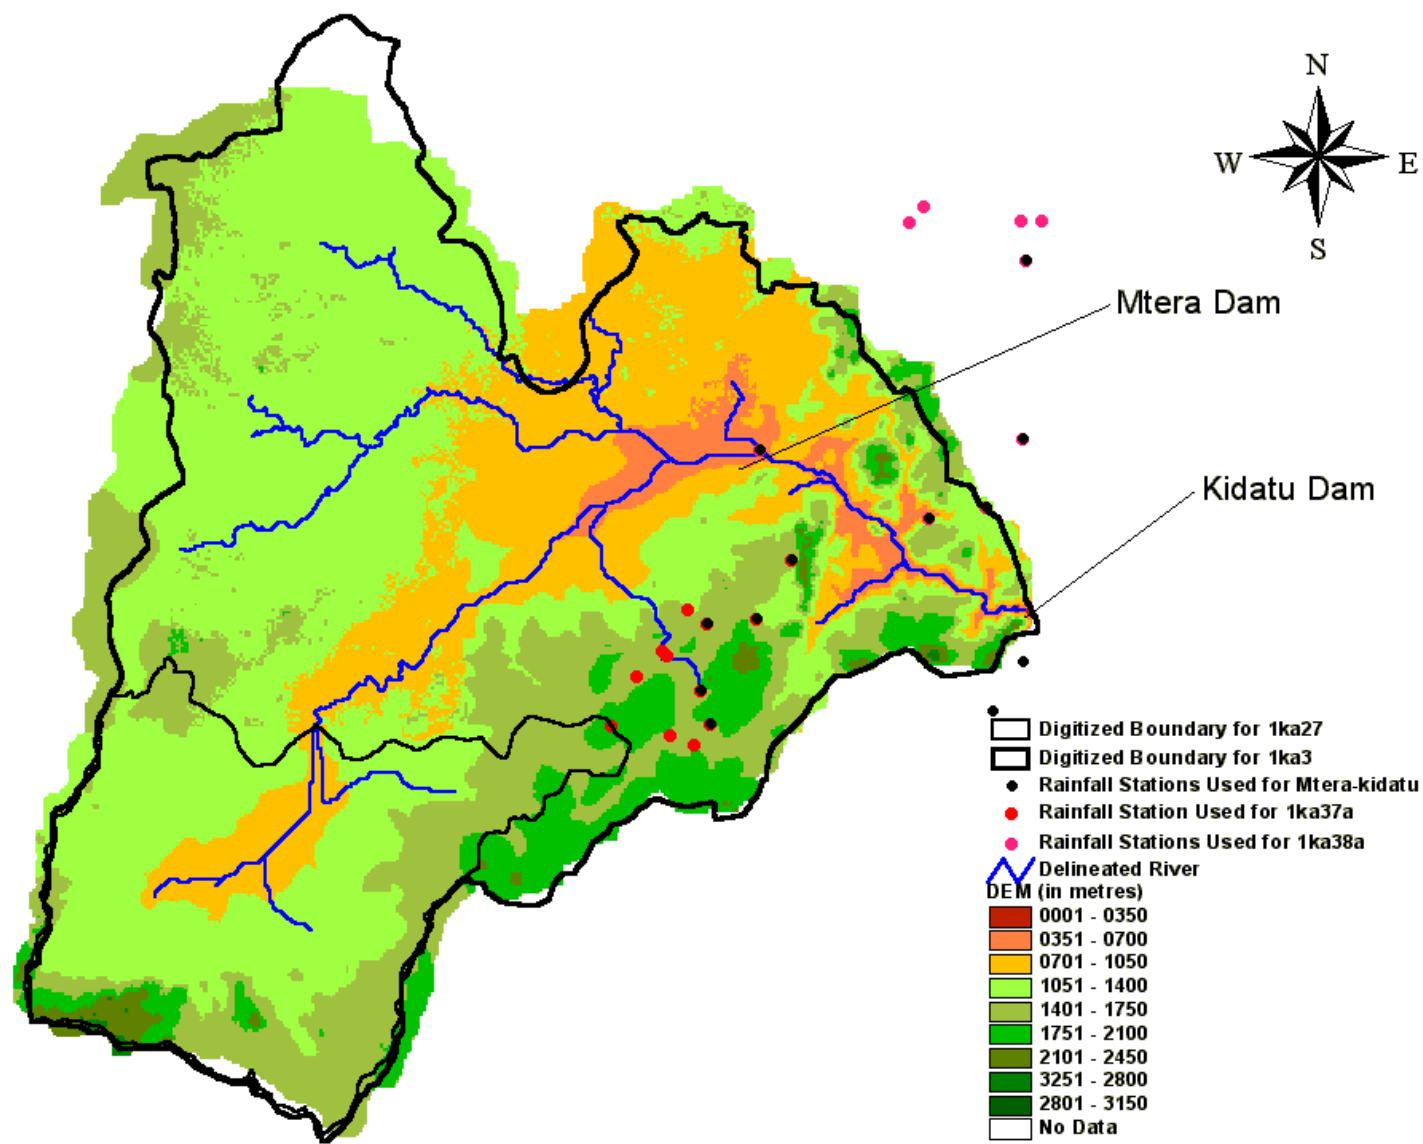 N
W E
S
Mtera Dam
Kidatu Dam
Digitized Boundary for 1ka27
Digitized Boundary for 1ka3
Rainfall Stations Used for Mtera-kidatu
Rainfall Station Used for 1ka37a
Rainfall Stations Used for 1ka38a
Delineated River
DEM (in metres)
0001 - 0350
0351 - 0700
0701 - 1050
1051 - 1400
1401 - 1750
1751 - 2100
2101 - 2450
3251 - 2800
2801 - 3150
No Data